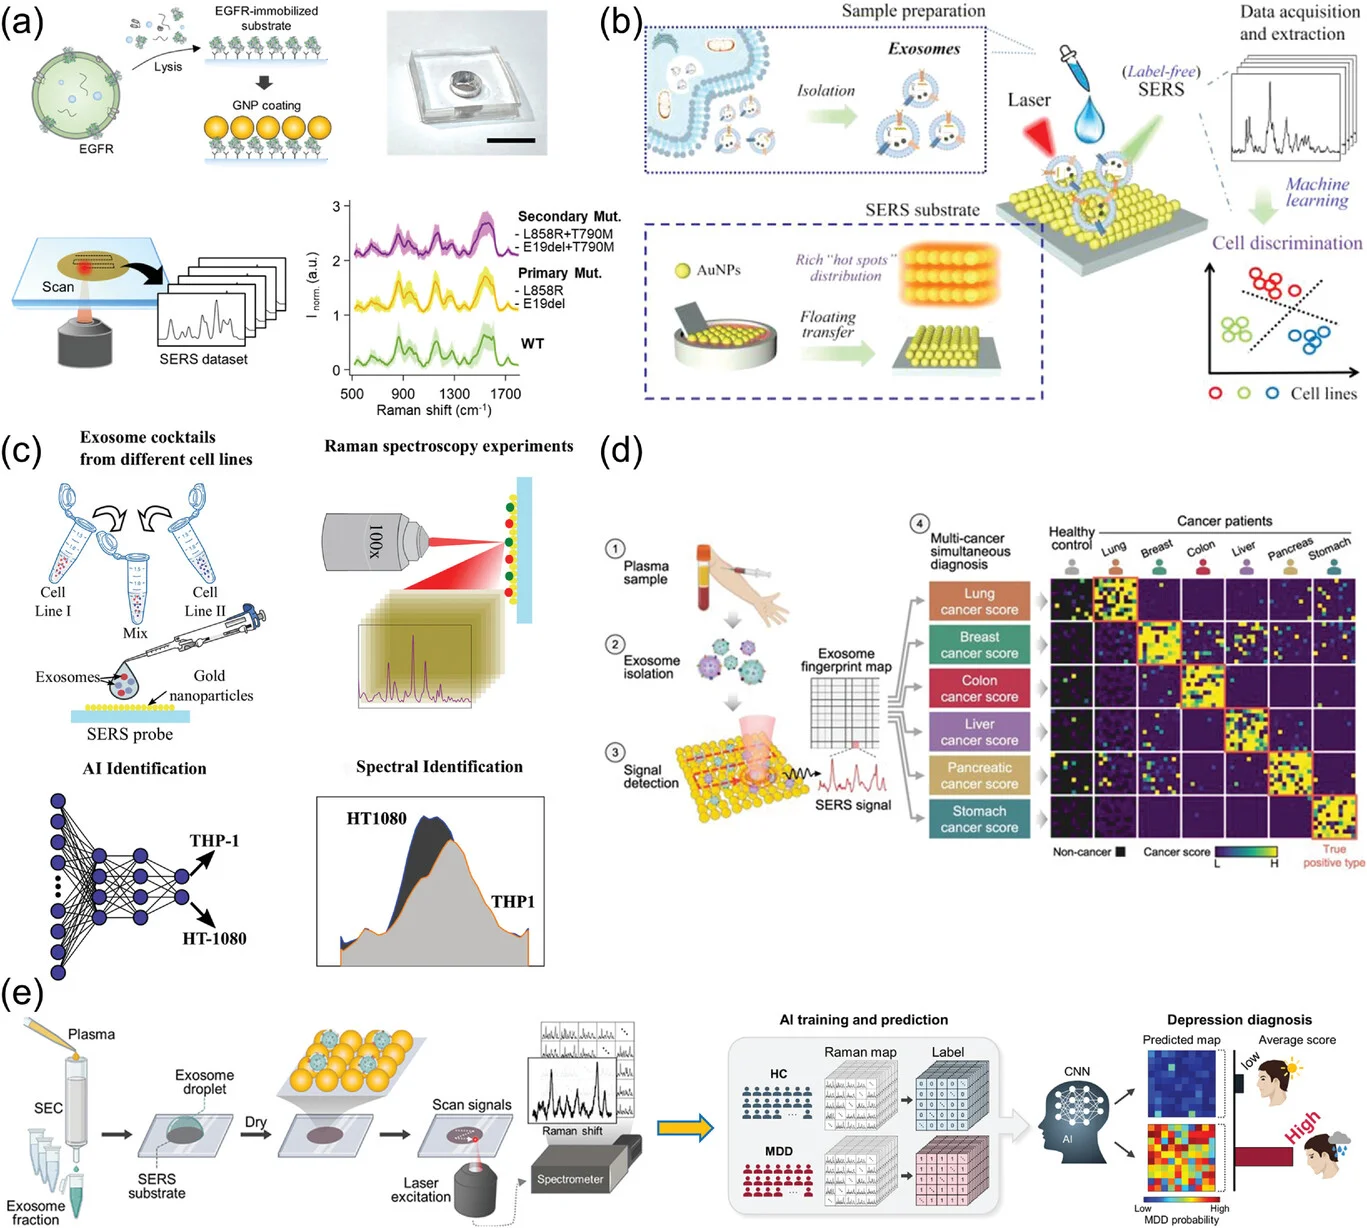 (a)
EGFR-immobilized
substrate
Lysis
GNP coating
EGFR
Scan
SERS dataset
3
2
1
0
I norm. (a.u.)
Secondary Mut.
- L858R+T790M
- E19del+T790M
Primary Mut.
- L858R
- E19del
WT
500 900 1300 1700
Raman shift (cm-1)
(b)
Sample preparation
Exosomes
Isolation
Laser
(Label-free)
SERS
Data acquisition
and extraction
Machine
learning
Cell discrimination
Cell lines
SERS substrate
AuNPs
Rich "hot spots"
distribution
Floating
transfer
(c)
Exosome cocktails
from different cell lines
Cell
Line I
Cell
Line II
Mix
Exosomes
Gold
nanoparticles
SERS probe
Raman spectroscopy experiments
100x
AI Identification
THP-1
HT-1080
Spectral Identification
HT1080
THP1
(d)
1
Plasma
sample
2
Exosome
isolation
3
Signal
detection
Exosome
fingerprint map
SERS signal
4
Multi-cancer
simultaneous
diagnosis
Lung
cancer score
Breast
cancer score
Colon
cancer score
Liver
cancer score
Pancreatic
cancer score
Stomach
cancer score
Healthy
control
Cancer patients
Lung Breast Colon Liver Pancreas Stomach
Non-cancer
Cancer score
L H
True
positive type
(e)
Plasma
SEC
Exosome
fraction
Exosome
droplet
SERS
substrate
Dry
Scan signals
Laser
excitation
Raman shift
Spectrometer
AI training and prediction
Raman map Label
HC
MDD
CNN
AI
Depression diagnosis
Predicted map Average score
low
High
Low High
MDD probability